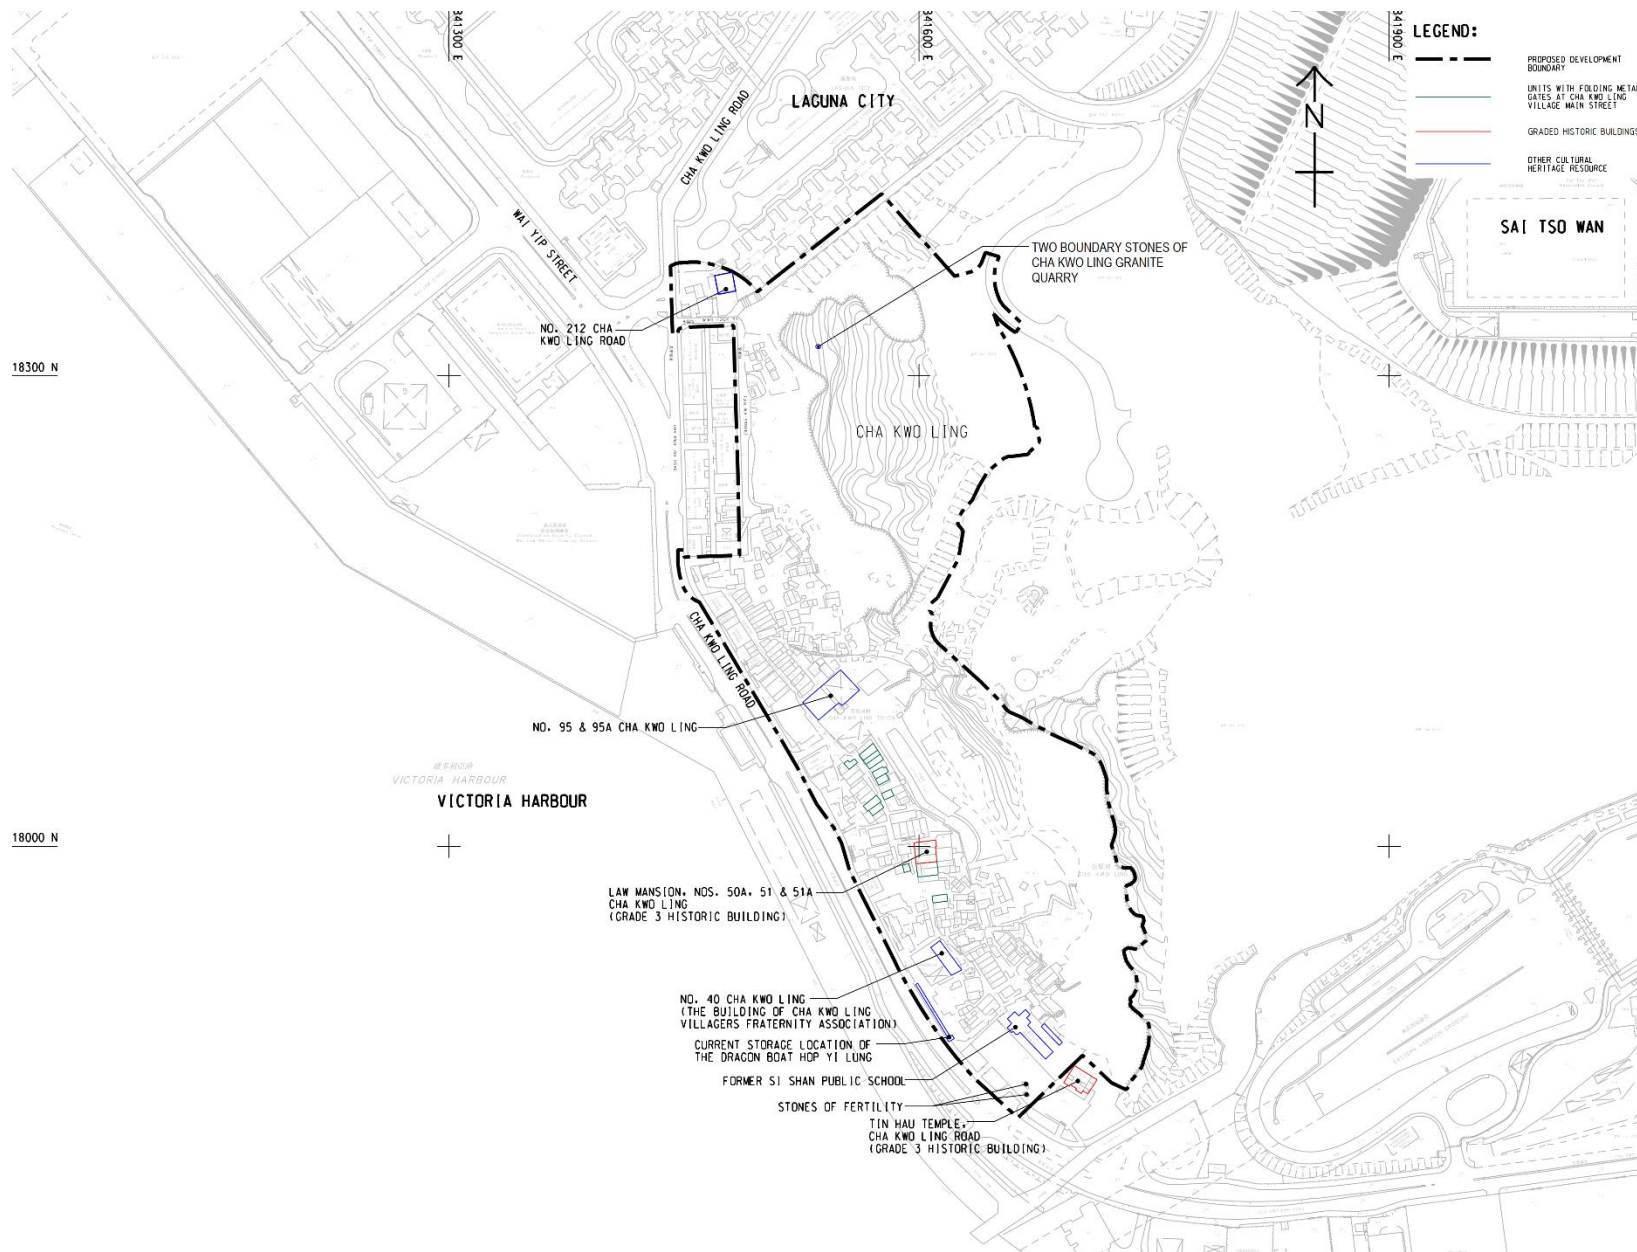 841300 E
841600 E
841900 E
LEGEND:
PROPOSED DEVELOPMENT
BOUNDARY
UNITS WITH FOLDING METAL
GATES AT CHA KWO LING
VILLAGE MAIN STREET
GRADED HISTORIC BUILDINGS
OTHER CULTURAL
HERITAGE RESOURCE
N
LAGUNA CITY
CHA KWO LING ROAD
WAI YIP STREET
SAI TSO WAN
TWO BOUNDARY STONES OF
CHA KWO LING GRANITE
QUARRY
NO. 212 CHA
KWO LING ROAD
18300 N
CHA KWO LING
CHA KWO LING ROAD
NO. 95 & 95A CHA KWO LING
VICTORIA HARBOUR
VICTORIA HARBOUR
18000 N
LAW MANSION, NOS. 50A, 51 & 51A
CHA KWO LING
(GRADE 3 HISTORIC BUILDING)
NO. 40 CHA KWO LING
(THE BUILDING OF CHA KWO LING
VILLAGERS FRATERNITY ASSOCIATION)
CURRENT STORAGE LOCATION OF
THE DRAGON BOAT HOP YI LUNG
FORMER SI SHAN PUBLIC SCHOOL
STONES OF FERTILITY
TIN HAU TEMPLE,
CHA KWO LING ROAD
(GRADE 3 HISTORIC BUILDING)